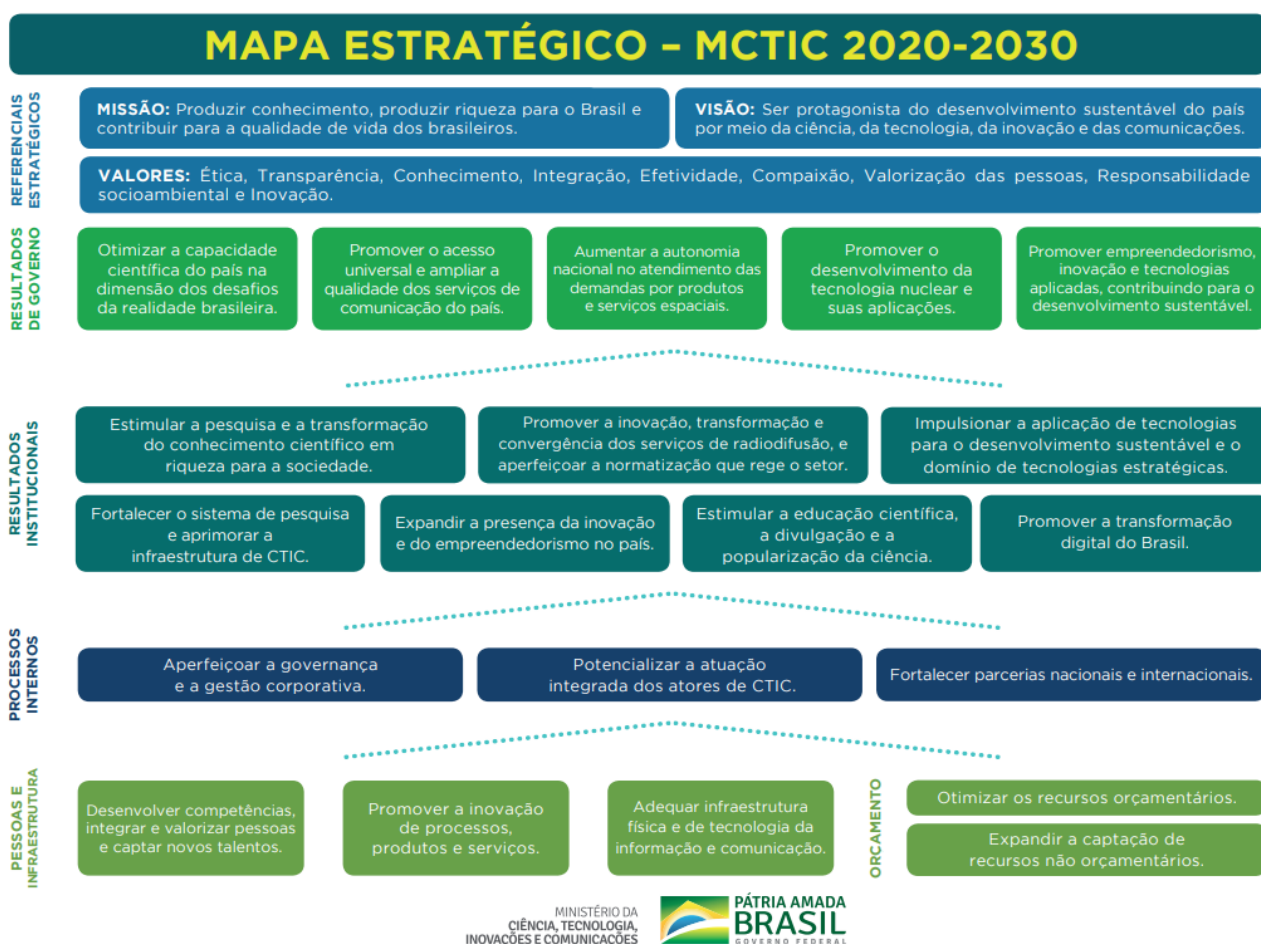 MAPA ESTRATÉGICO – MCTIC 2020-2030
REFERENCIAIS
ESTRATÉGICOS
MISSÃO: Produzir conhecimento, produzir riqueza para o Brasil e
contribuir para a qualidade de vida dos brasileiros.
VISÃO: Ser protagonista do desenvolvimento sustentável do país
por meio da ciência, da tecnologia, da inovação e das comunicações.
VALORES: Ética, Transparência, Conhecimento, Integração, Efetividade, Compaixão, Valorização das pessoas, Responsabilidade
socioambiental e Inovação.
RESULTADOS
DE GOVERNO
Otimizar a capacidade
científica do país na
dimensão dos desafios
da realidade brasileira.
Promover o acesso
universal e ampliar a
qualidade dos serviços de
comunicação do país.
Aumentar a autonomia
nacional no atendimento das
demandas por produtos
e serviços espaciais.
Promover o
desenvolvimento da
tecnologia nuclear e
suas aplicações.
Promover empreendedorismo,
inovação e tecnologias
aplicadas, contribuindo para o
desenvolvimento sustentável.
RESULTADOS
INSTITUCIONAIS
Estimular a pesquisa e a transformação
do conhecimento científico em
riqueza para a sociedade.
Promover a inovação, transformação e
convergência dos serviços de radiodifusão, e
aperfeiçoar a normatização que rege o setor.
Impulsionar a aplicação de tecnologias
para o desenvolvimento sustentável e o
domínio de tecnologias estratégicas.
Fortalecer o sistema de pesquisa
e aprimorar a
infraestrutura de CTIC.
Expandir a presença da inovação
e do empreendedorismo no país.
Estimular a educação científica,
a divulgação e a
popularização da ciência.
Promover a transformação
digital do Brasil.
PROCESSOS
INTERNOS
Aperfeiçoar a governança
e a gestão corporativa.
Potencializar a atuação
integrada dos atores de CTIC.
Fortalecer parcerias nacionais e internacionais.
PESSOAS E
INFRAESTRUTURA
Desenvolver competências,
integrar e valorizar pessoas
e captar novos talentos.
Promover a inovação
de processos,
produtos e serviços.
Adequar infraestrutura
física e de tecnologia da
informação e comunicação.
ORÇAMENTO
Otimizar os recursos orçamentários.
Expandir a captação de
recursos não orçamentários.
MINISTÉRIO DA
CIÊNCIA, TECNOLOGIA,
INOVAÇÕES E COMUNICAÇÕES
PÁTRIA AMADA
BRASIL
GOVERNO FEDERAL